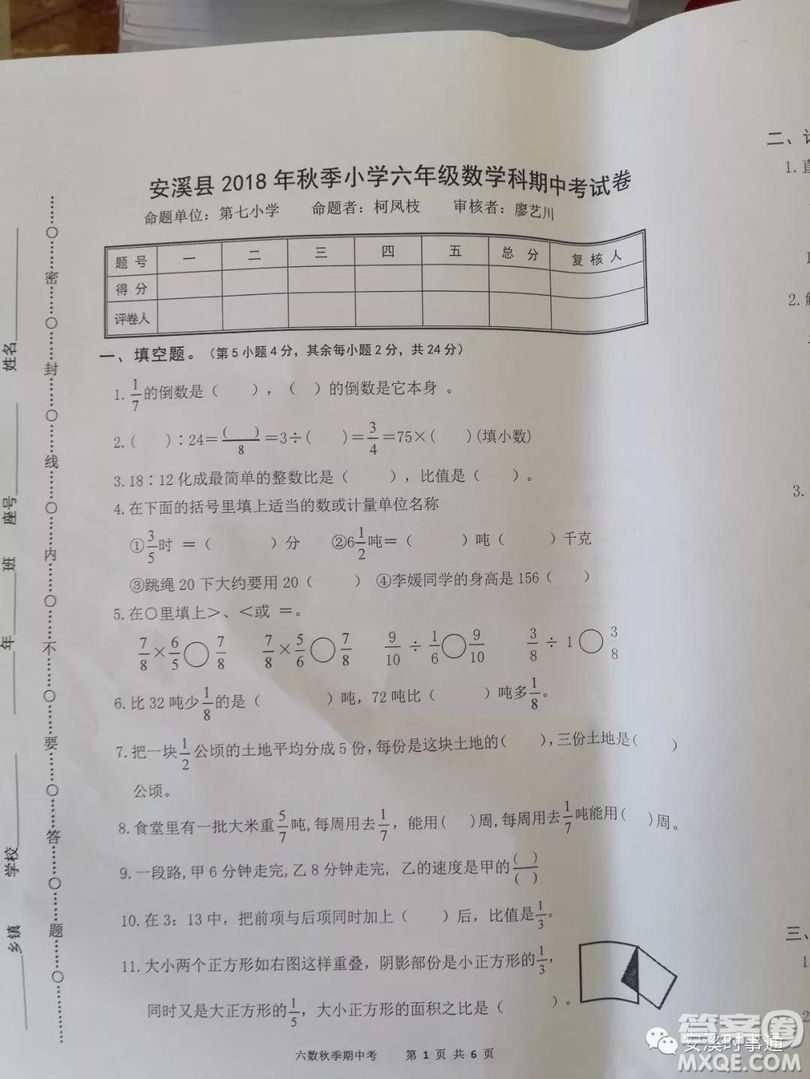 安溪县 2018 年秋季小学六年级数学科期中考试卷
命题单位：第七小学 命题者：柯凤枝 审核者：廖艺川
题 号 一 二 三 四 五 总 分 复 核 人
得 分
评卷人
一、填空题。（第 5 小题 4 分，其余每小题 2 分，共 24 分）
1. 1/7 的倒数是（ ），（ ）的倒数是它本身 。
2.（ ）∶24＝( )/8＝3÷（ ）＝3/4＝75×（ ）(填小数)
3.18∶12 化成最简单的整数比是（ ），比值是（ ）。
4.在下面的括号里填上适当的数或计量单位名称
①3/5时 ＝（ ）分 ②6 1/2吨＝（ ）吨（ ）千克
③跳绳 20 下大约要用 20（ ） ④李媛同学的身高是 156（ ）
5.在○里填上>、<或 ＝。
7/8 × 6/5 ○ 7/8 7/8 × 5/6 ○ 7/8 9/10 ÷ 1/6 ○ 9/10 3/8 ÷ 1 ○ 3/8
6.比 32 吨少1/8的是（ ）吨，72 吨比（ ）吨多1/8。
7.把一块1/2公顷的土地平均分成 5 份，每份是这块土地的（ ），三份土地是（ ）
公顷。
8.食堂里有一批大米重5/7吨,每周用去1/7，能用( )周,每周用去1/7吨能用( )周。
9.一段路,甲 6 分钟走完,乙 8 分钟走完，乙的速度是甲的( )/( )
10.在 3：13 中，把前项与后项同时加上（ ）后，比值是1/3。
11.大小两个正方形如右图这样重叠，阴影部份是小正方形的1/3，
同时又是大正方形的1/5，大小正方形的面积之比是（ ）。
六数秋季期中考 第 1 页 共 6 页
乡镇 学校 年 班 座号 姓名
…○密…○封…○线…○内…○不…○要…○答…○题…○
二、
1.
2.
3.
三、
1
2
安溪时事通
答案圈
MXQE.COM